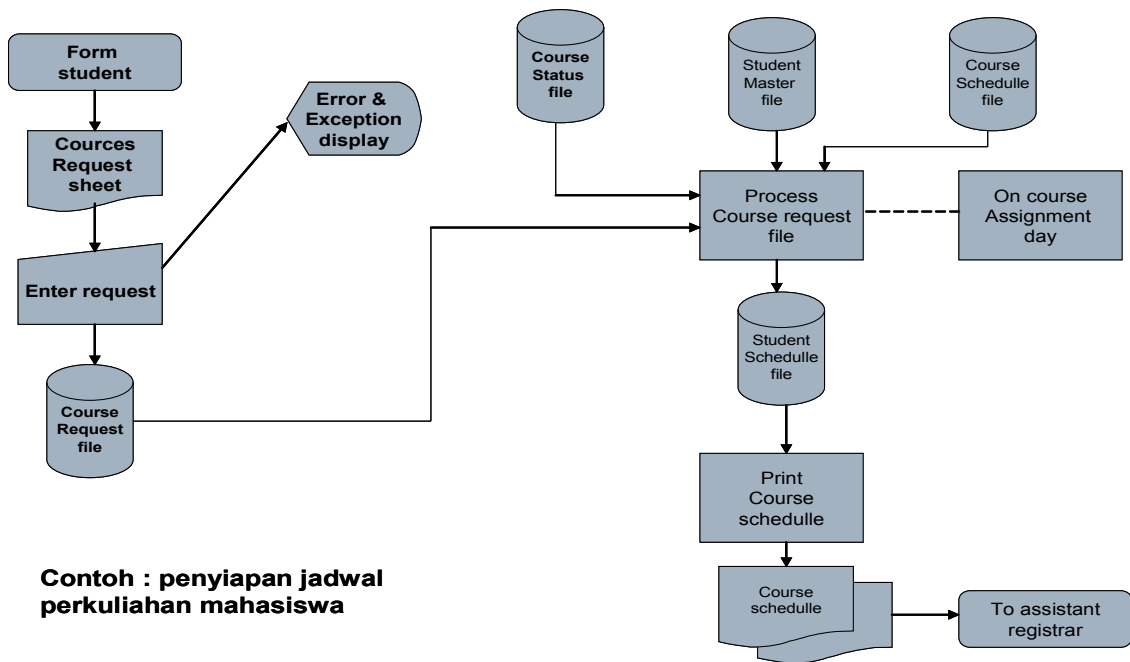 Form
student
Cources
Request
sheet
Enter request
Course
Request
file
Error &
Exception
display
Course
Status
file
Student
Master
file
Course
Schedulle
file
Process
Course request
file
On course
Assignment
day
Student
Schedulle
file
Print
Course
schedulle
Course
schedulle
To assistant
registrar
Contoh : penyiapan jadwal
perkuliahan mahasiswa